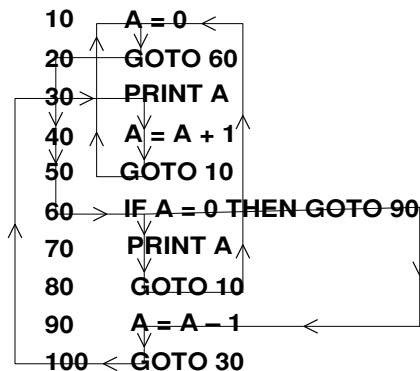 10 A = 0
20 GOTO 60
30 PRINT A
40 A = A + 1
50 GOTO 10
60 IF A = 0 THEN GOTO 90
70 PRINT A
80 GOTO 10
90 A = A – 1
100 GOTO 30